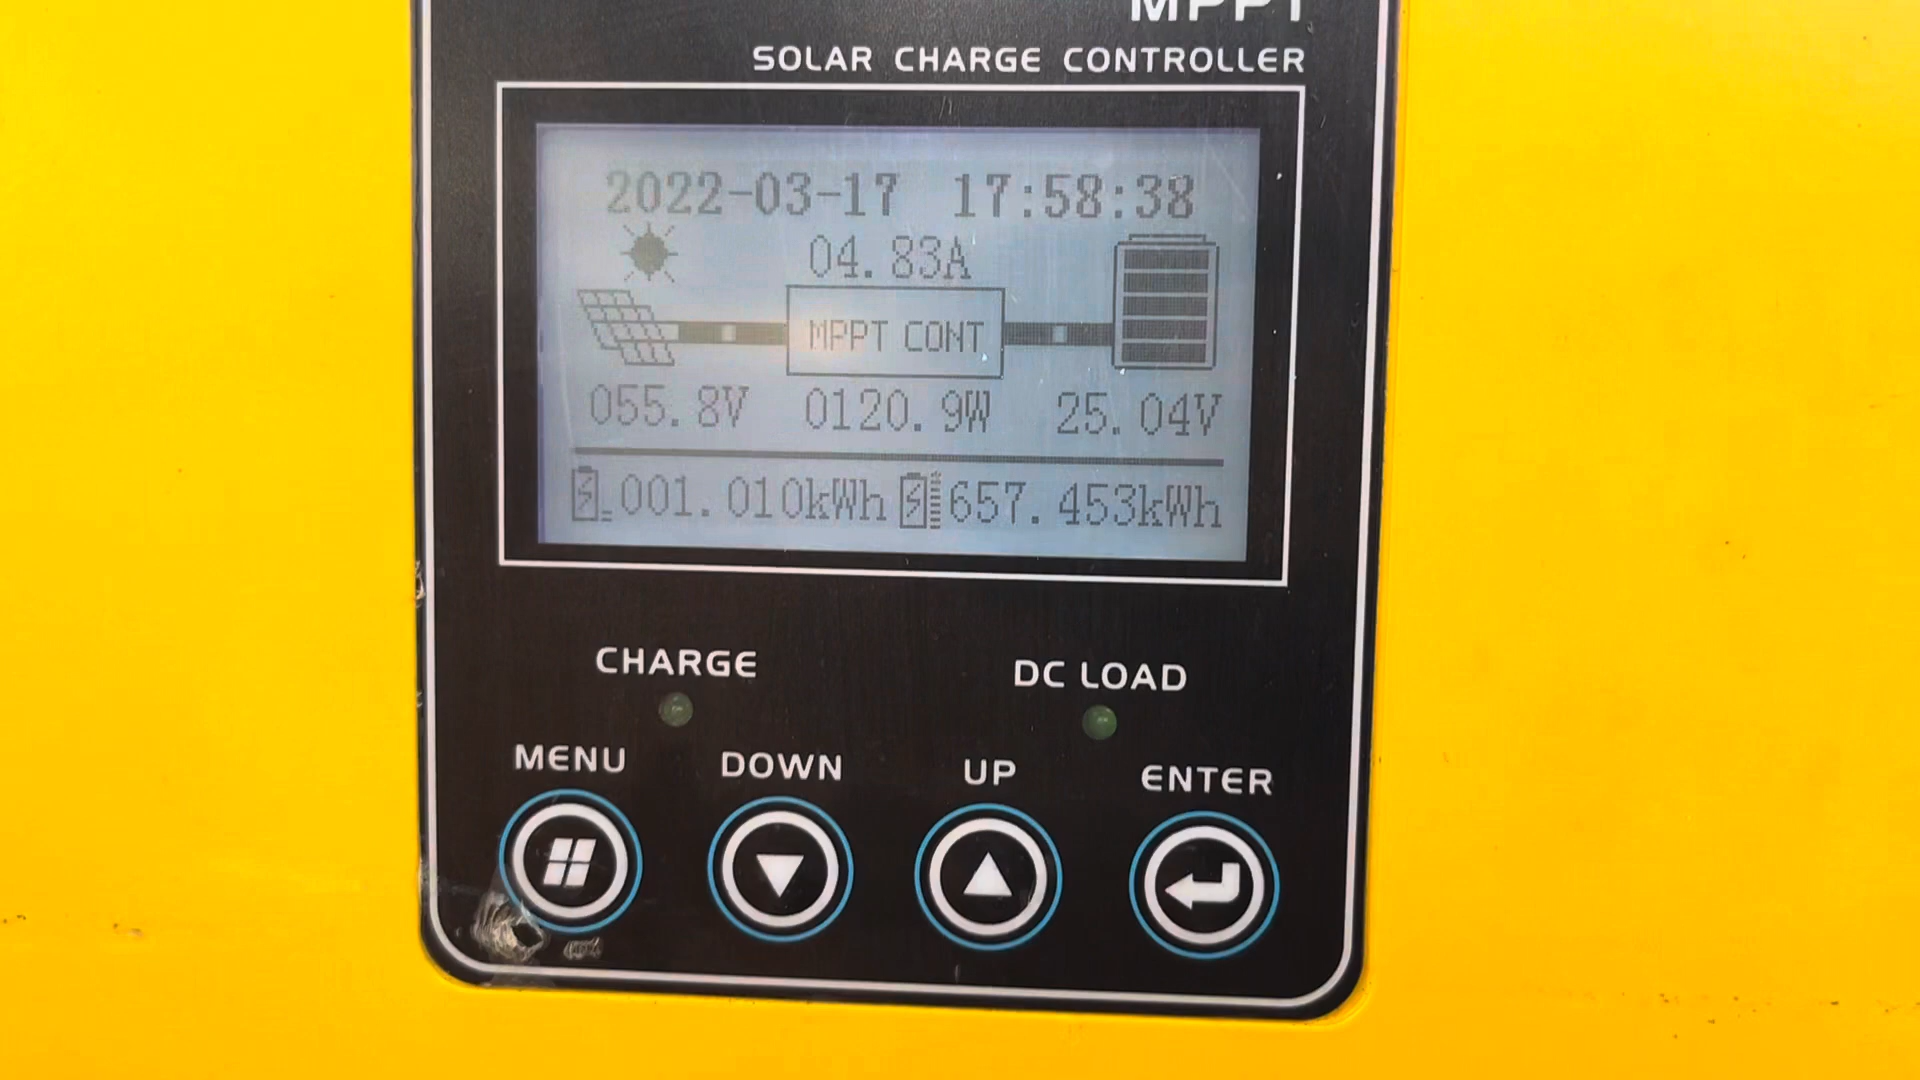 MPPT
SOLAR CHARGE CONTROLLER
2022-03-17 17:58:38
04.83A
MPPT CONT
055.8V 0120.9W 25.04V
001.010kWh 657.453kWh
CHARGE DC LOAD
MENU DOWN UP ENTER